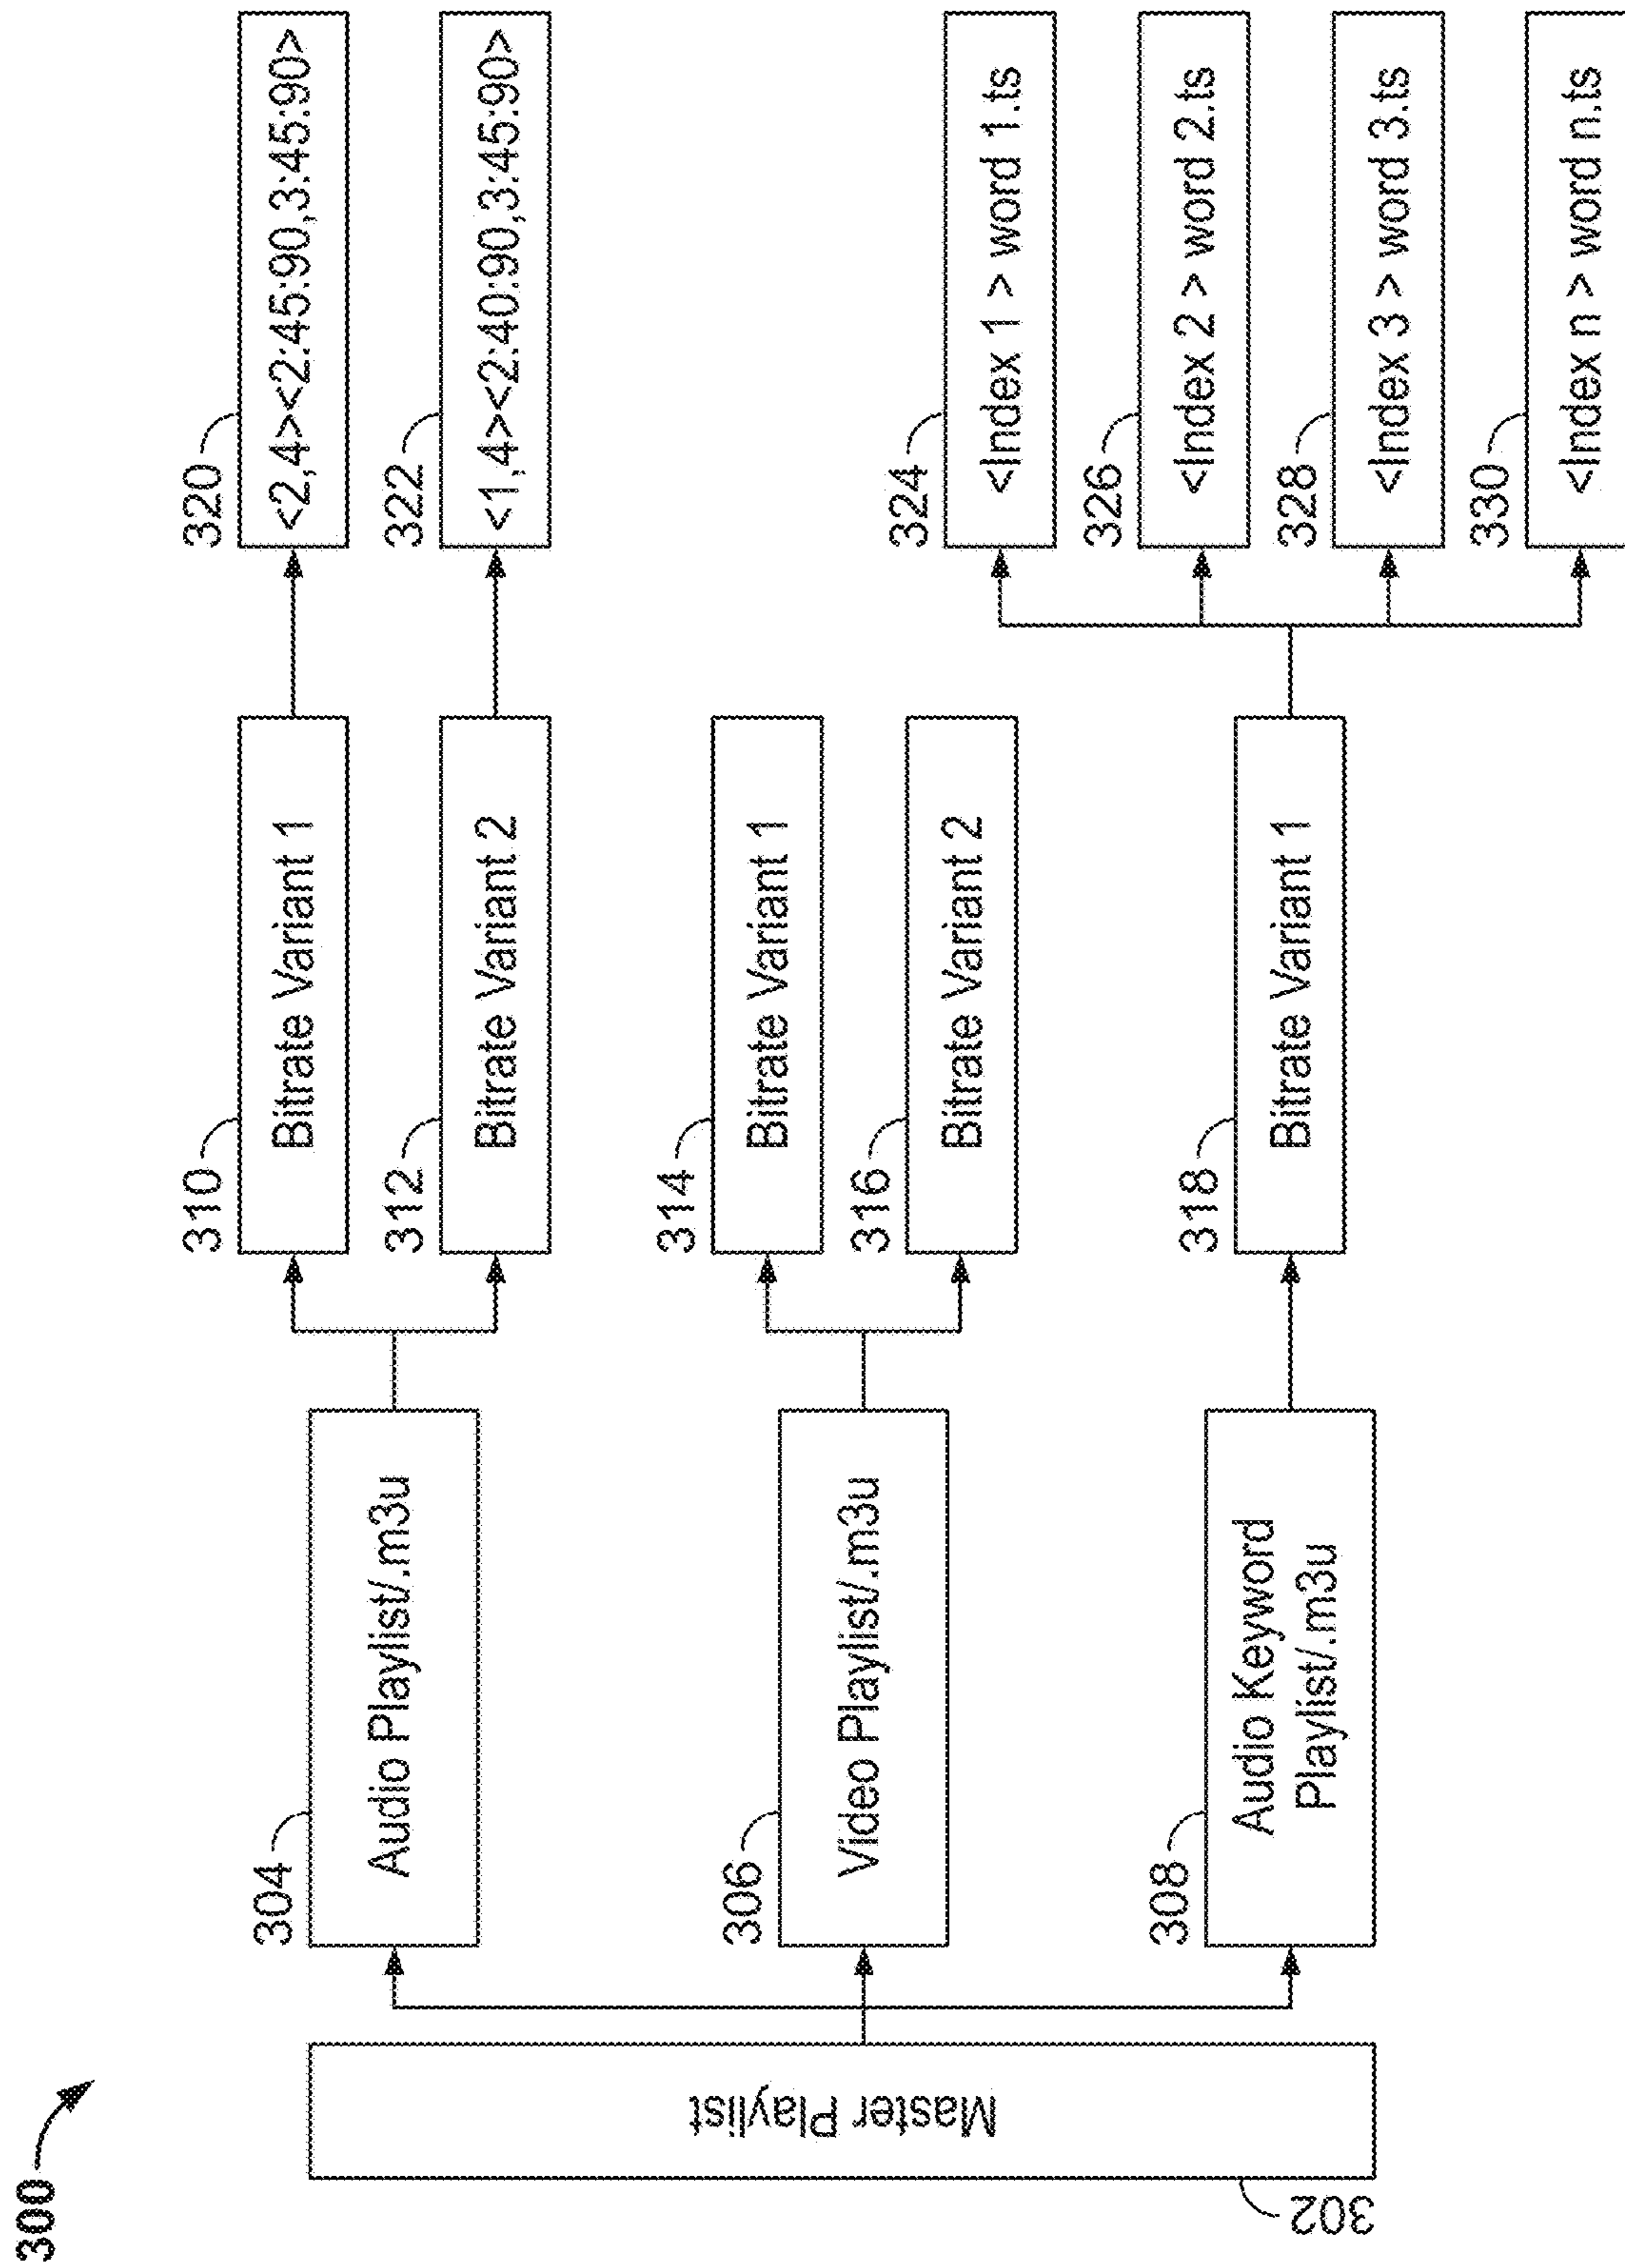 300
302
Master Playlist
304
Audio Playlist/.m3u
306
Video Playlist/.m3u
308
Audio Keyword
Playlist/.m3u
310
Bitrate Variant 1
312
Bitrate Variant 2
314
Bitrate Variant 1
316
Bitrate Variant 2
318
Bitrate Variant 1
320
<2,4><2:45:90,3:45:90>
322
<1,4><2:40:90,3:45:90>
324
<Index 1 > word 1.ts
326
<Index 2 > word 2.ts
328
<Index 3 > word 3.ts
330
<Index n > word n.ts